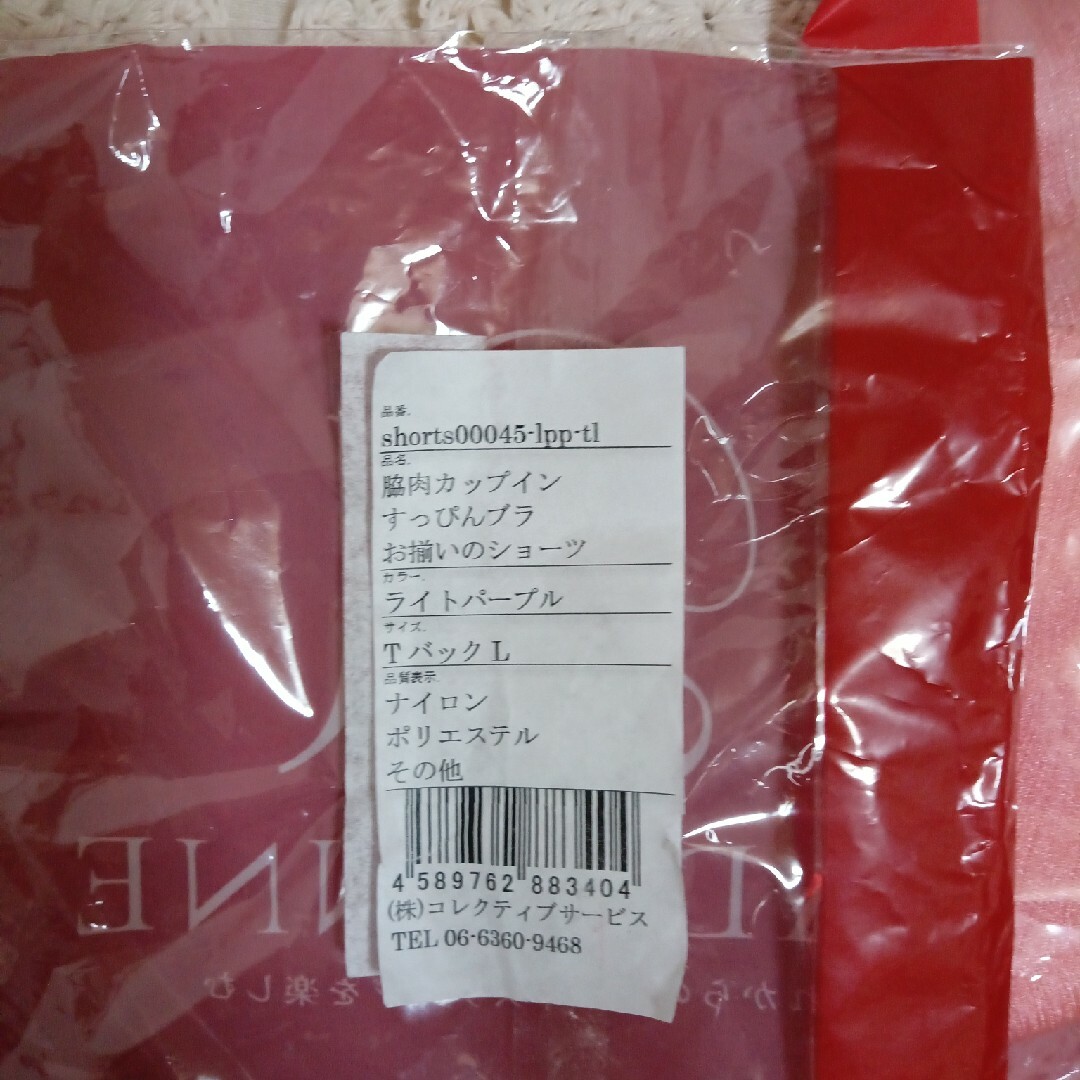 品番.
shorts00045-lpp-tl
品名.
脇肉カップイン
すっぴんブラ
お揃いのショーツ
カラー.
ライトパープル
サイズ.
TバックL
品質表示.
ナイロン
ポリエステル
その他
4 589762 883404
(株)コレクティブサービス
TEL 06-6360-9468
を楽しむ